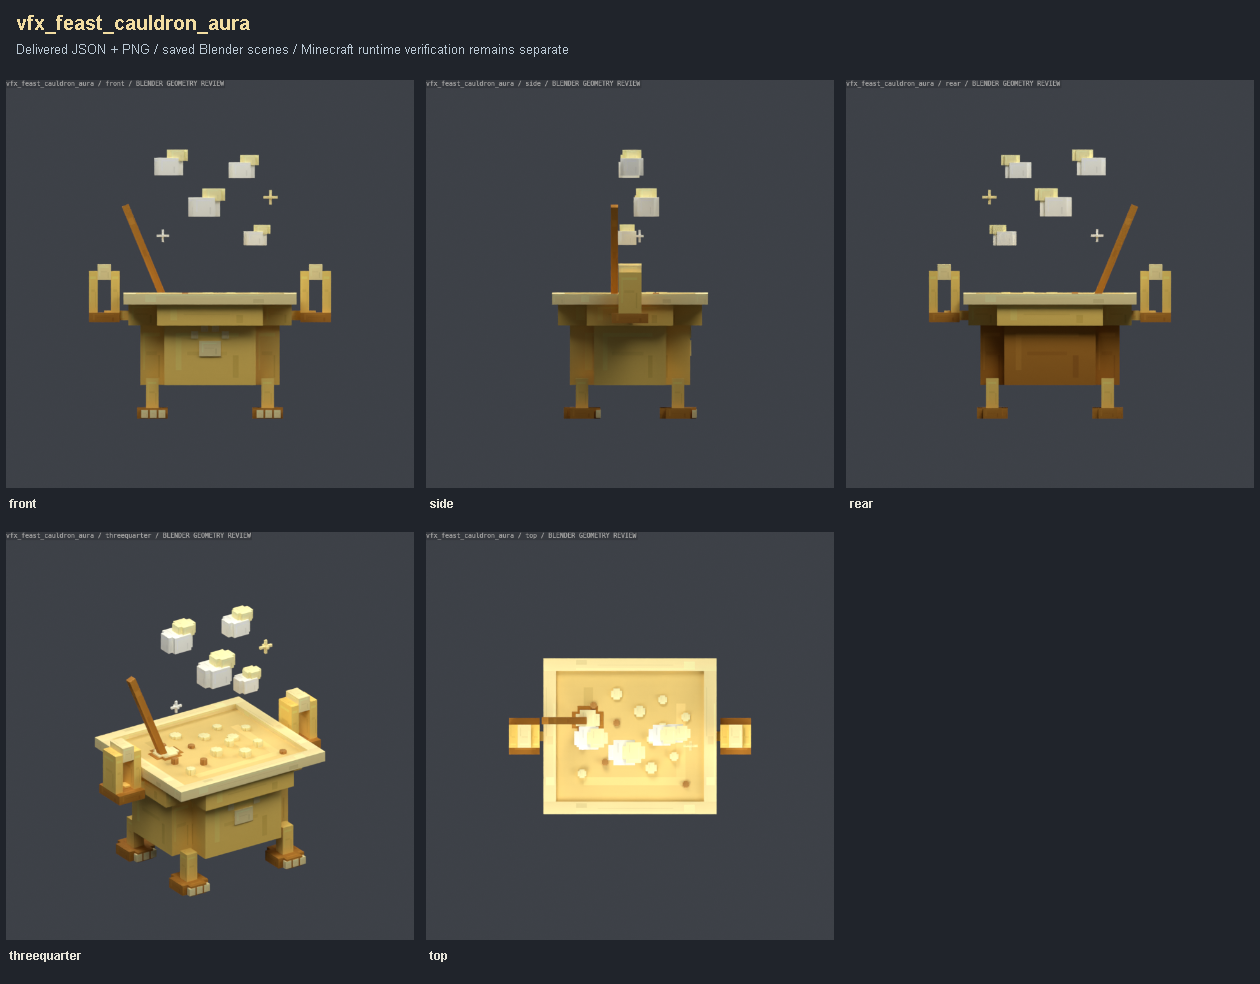 vfx_feast_cauldron_aura
Delivered JSON + PNG / saved Blender scenes / Minecraft runtime verification remains separate
vfx_feast_cauldron_aura / front / BLENDER GEOMETRY REVIEW
vfx_feast_cauldron_aura / side / BLENDER GEOMETRY REVIEW
vfx_feast_cauldron_aura / rear / BLENDER GEOMETRY REVIEW
front
side
rear
vfx_feast_cauldron_aura / threequarter / BLENDER GEOMETRY REVIEW
vfx_feast_cauldron_aura / top / BLENDER GEOMETRY REVIEW
threequarter
top